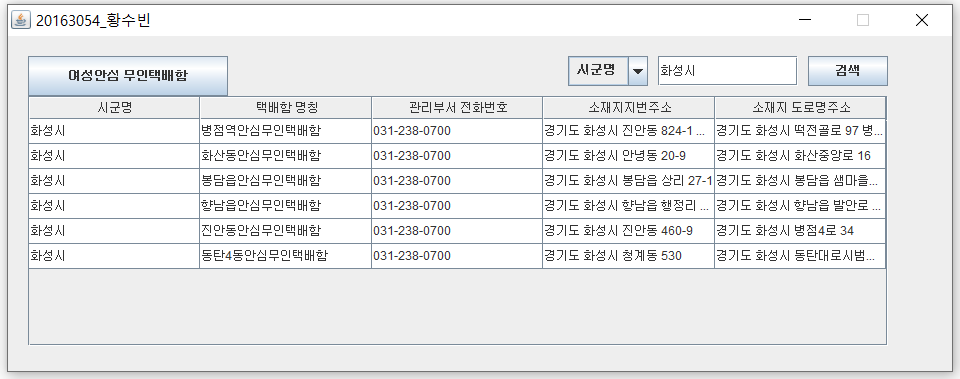 20163054_황수빈
여성안심 무인택배함
시군명 화성시 검색
시군명 택배함 명칭 관리부서 전화번호 소재지지번주소 소재지 도로명주소
화성시 병점역안심무인택배함 031-238-0700 경기도 화성시 진안동 824-1 ... 경기도 화성시 떡전골로 97 병...
화성시 화산동안심무인택배함 031-238-0700 경기도 화성시 안녕동 20-9 경기도 화성시 화산중앙로 16
화성시 봉담읍안심무인택배함 031-238-0700 경기도 화성시 봉담읍 상리 27-1 경기도 화성시 봉담읍 샘마을...
화성시 향남읍안심무인택배함 031-238-0700 경기도 화성시 향남읍 행정리 ... 경기도 화성시 향남읍 발안로 ...
화성시 진안동안심무인택배함 031-238-0700 경기도 화성시 진안동 460-9 경기도 화성시 병점4로 34
화성시 동탄4동안심무인택배함 031-238-0700 경기도 화성시 청계동 530 경기도 화성시 동탄대로시범...